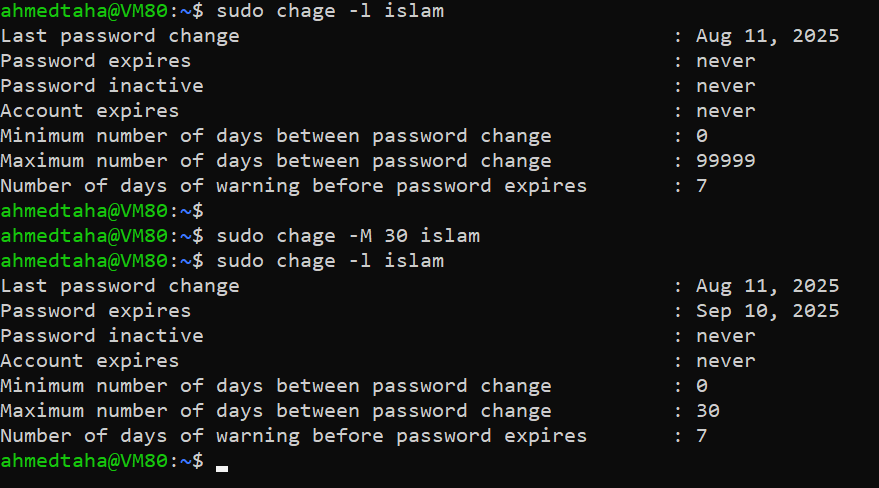 ahmedtaha@VM80:~$ sudo chage -l islam
Last password change : Aug 11, 2025
Password expires : never
Password inactive : never
Account expires : never
Minimum number of days between password change : 0
Maximum number of days between password change : 99999
Number of days of warning before password expires : 7
ahmedtaha@VM80:~$
ahmedtaha@VM80:~$ sudo chage -M 30 islam
ahmedtaha@VM80:~$ sudo chage -l islam
Last password change : Aug 11, 2025
Password expires : Sep 10, 2025
Password inactive : never
Account expires : never
Minimum number of days between password change : 0
Maximum number of days between password change : 30
Number of days of warning before password expires : 7
ahmedtaha@VM80:~$